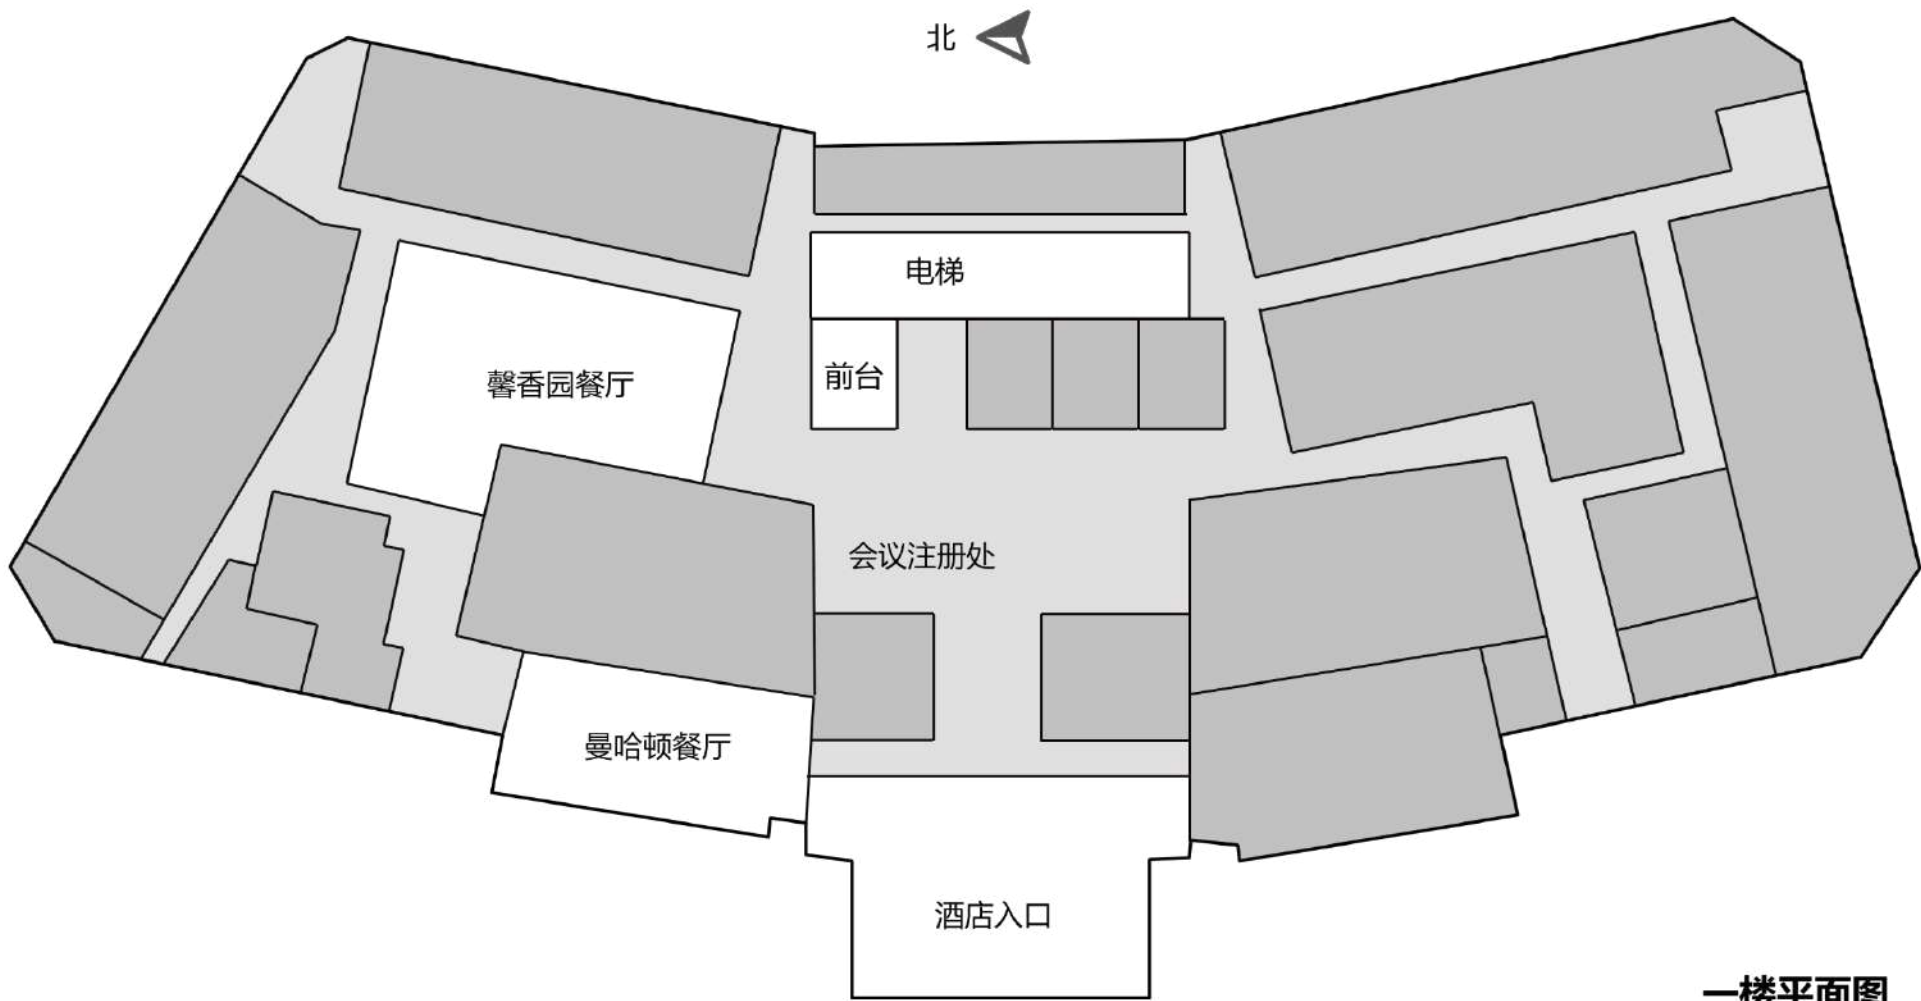 北
电梯
馨香园餐厅
前台
会议注册处
曼哈顿餐厅
酒店入口
一楼平面图